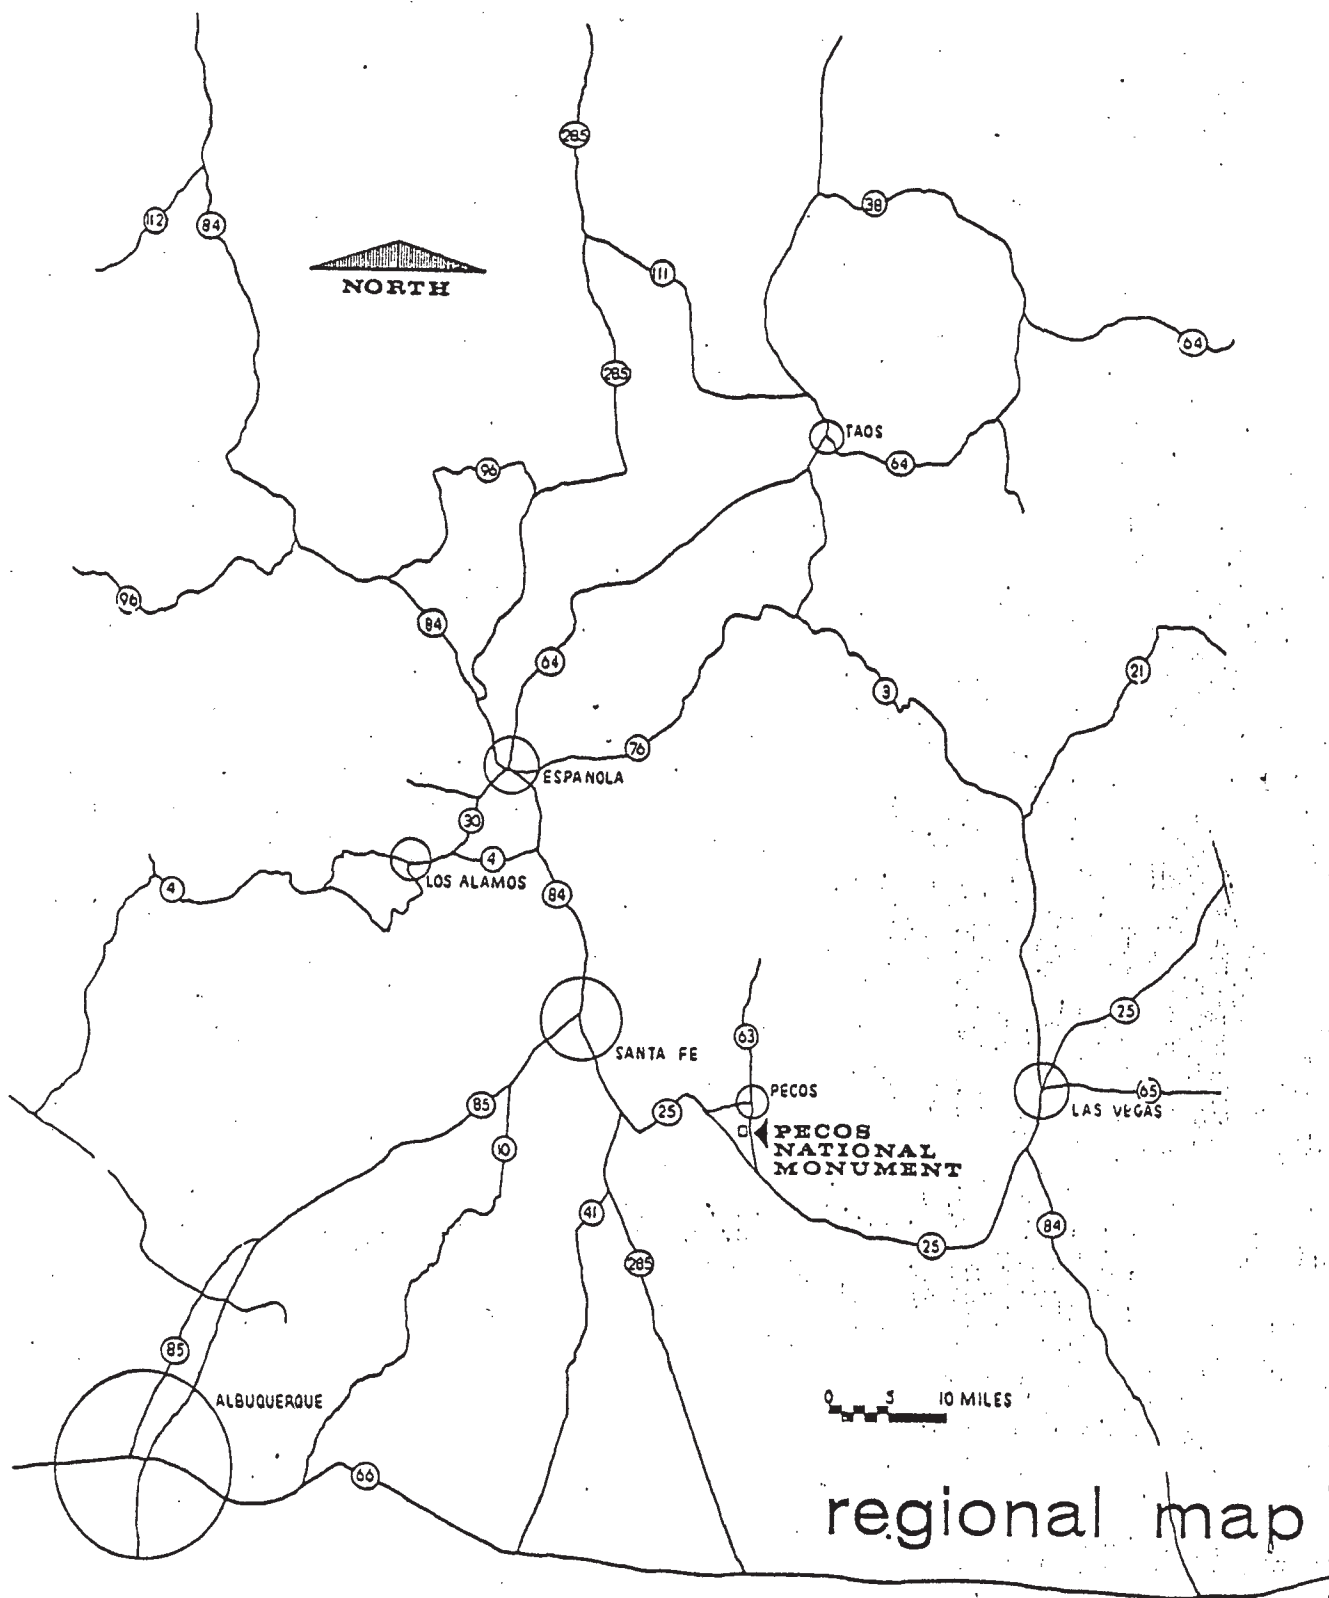 285
38
112
84
111
NORTH
64
285
TAOS
96
64
96
84
64
21
3
76
ESPANOLA
30
4
LOS ALAMOS
4
84
25
63
SANTA FE
PECOS
65
85
25
LAS VEGAS
PECOS
NATIONAL
MONUMENT
10
41
84
25
285
85
0 5 10 MILES
ALBUQUERQUE
66
regional map